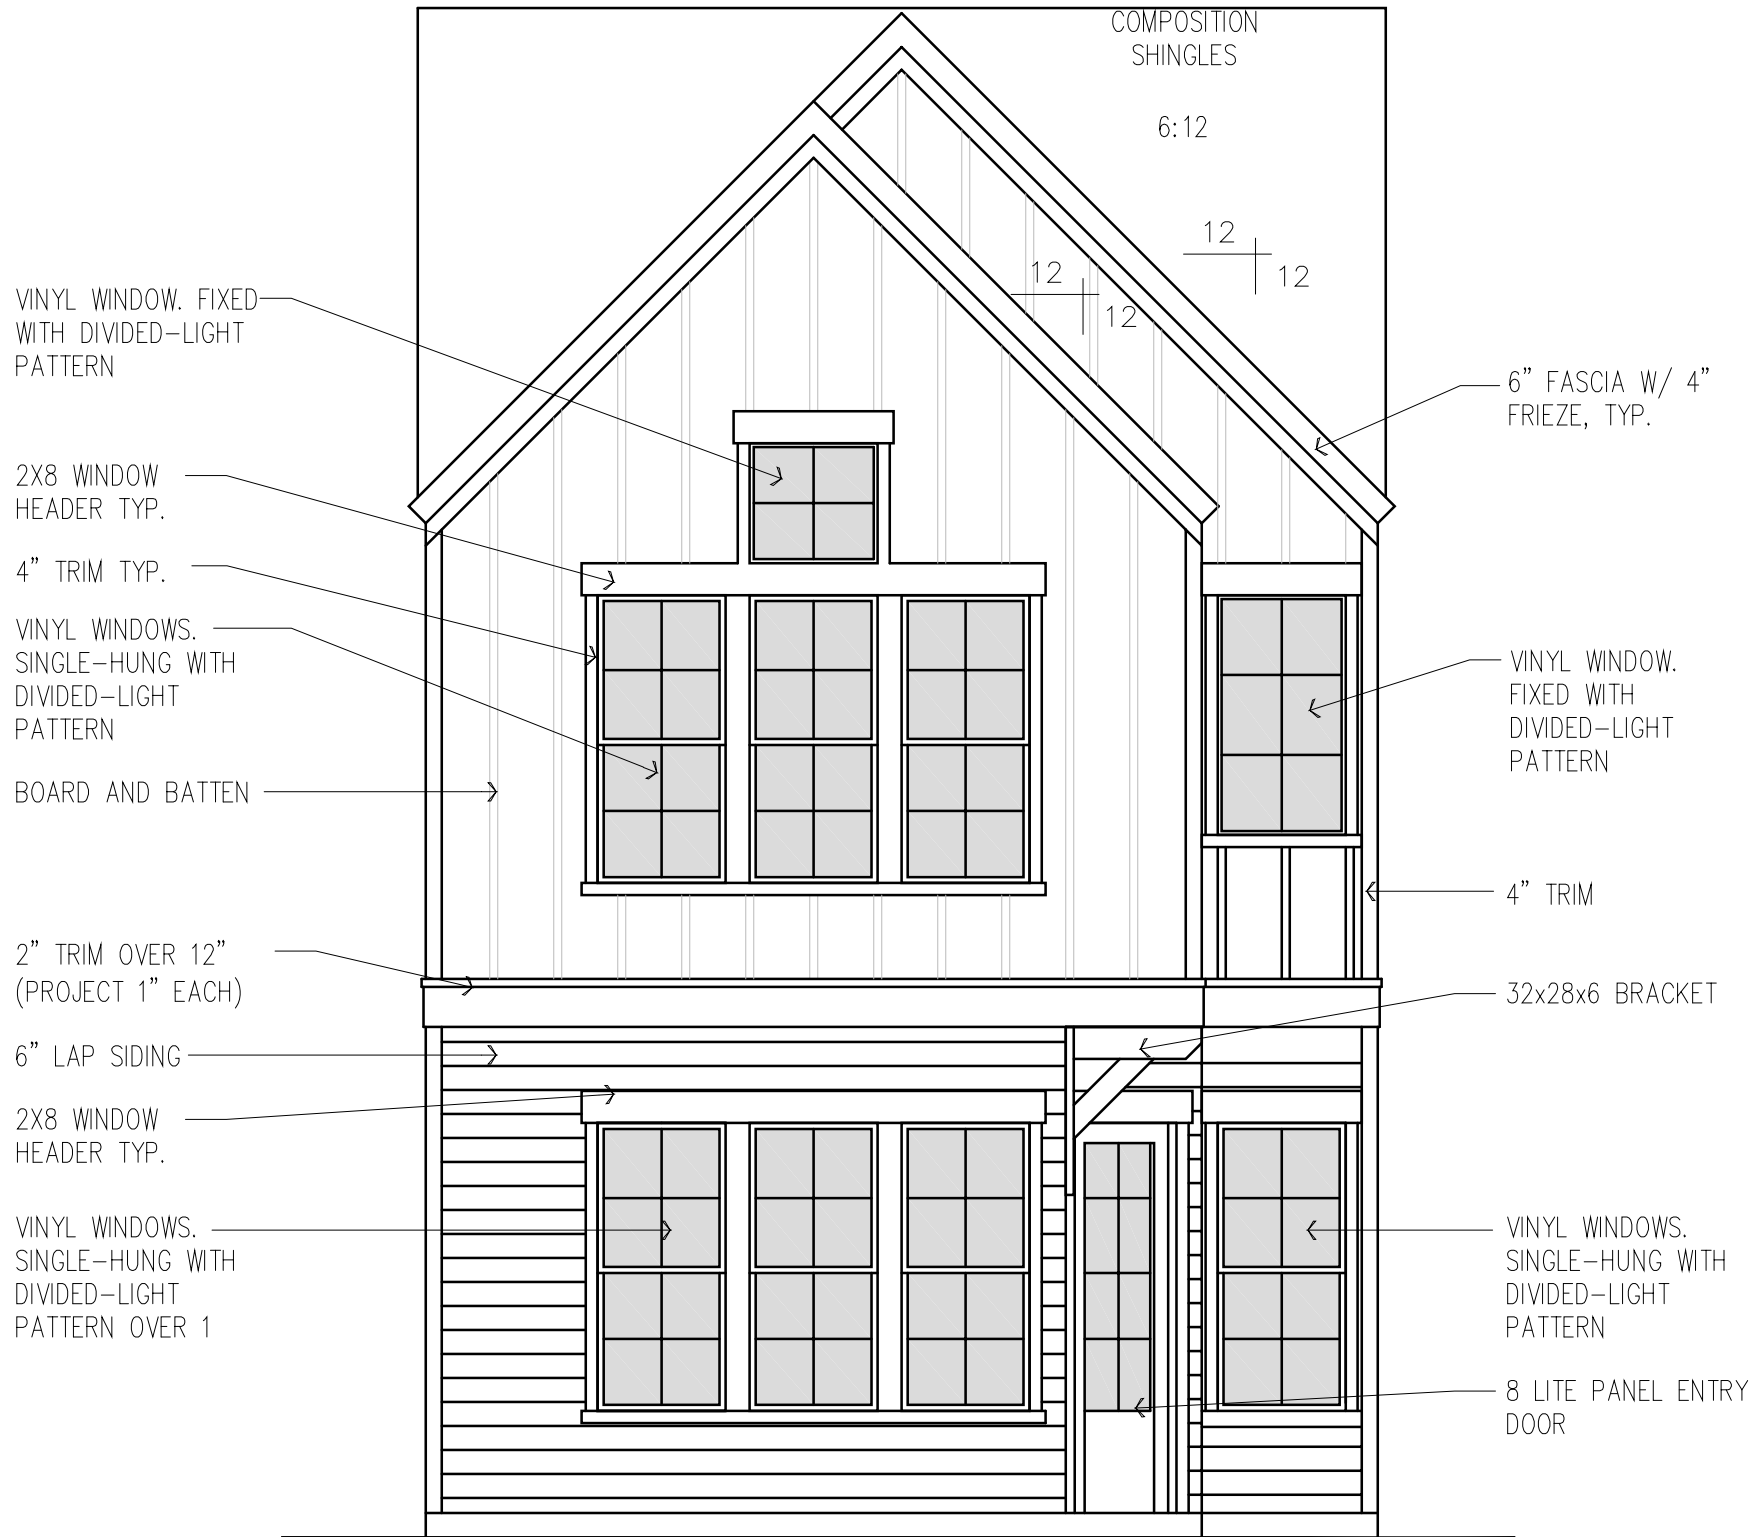 COMPOSITION
SHINGLES
6:12
12
12
12
12
VINYL WINDOW. FIXED
WITH DIVIDED-LIGHT
PATTERN
2X8 WINDOW
HEADER TYP.
4" TRIM TYP.
VINYL WINDOWS.
SINGLE-HUNG WITH
DIVIDED-LIGHT
PATTERN
BOARD AND BATTEN
2" TRIM OVER 12"
(PROJECT 1" EACH)
6" LAP SIDING
2X8 WINDOW
HEADER TYP.
VINYL WINDOWS.
SINGLE-HUNG WITH
DIVIDED-LIGHT
PATTERN OVER 1
6" FASCIA W/ 4"
FRIEZE, TYP.
VINYL WINDOW.
FIXED WITH
DIVIDED-LIGHT
PATTERN
4" TRIM
32x28x6 BRACKET
VINYL WINDOWS.
SINGLE-HUNG WITH
DIVIDED-LIGHT
PATTERN
8 LITE PANEL ENTRY
DOOR